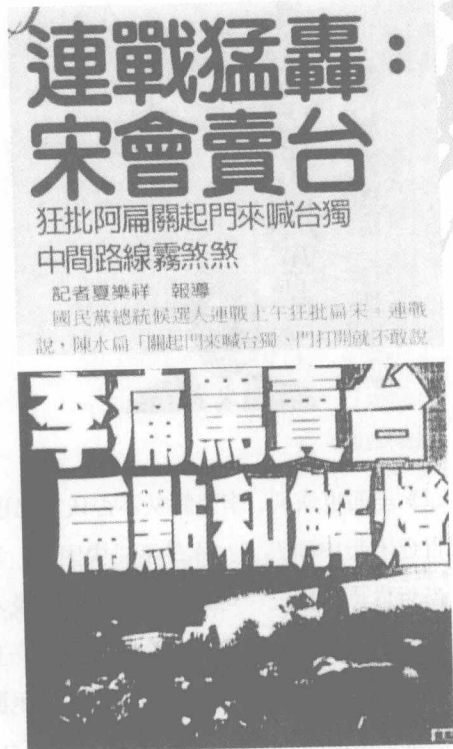 連戰猛轟：
宋會賣台
狂批阿扁關起門來喊台獨
中間路線霧煞煞
記者夏樂祥　報導
國民黨總統候選人連戰上午狂批扁宋。連戰
說，陳水扁「關起門來喊台獨、門打開就不敢說
李痛罵賣台
扁點和解燈